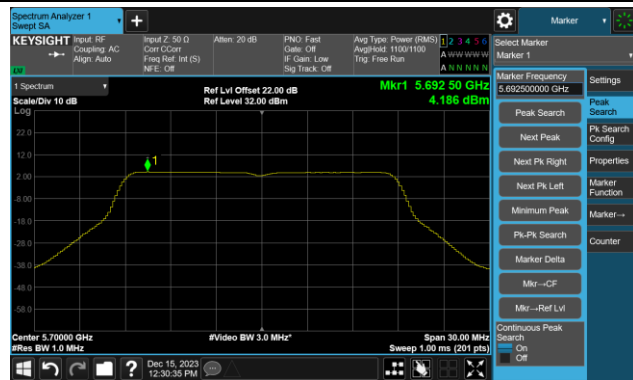 Spectrum Analyzer 1
Swept SA
Marker
KEYSIGHT
Input: RF
Coupling: AC
Align: Auto
Input Z: 50 Ω
Corr CCorr
Freq Ref: Int (S)
NFE: Off
Atten: 20 dB
PNO: Fast
Gate: Off
IF Gain: Low
Sig Track: Off
Avg Type: Power (RMS)
Avg|Hold: 1100/1100
Trig: Free Run
1 2 3 4 5 6
A W W W W W
A N N N N N
LXI
Select Marker
Marker 1
1 Spectrum
Scale/Div 10 dB
Log
Ref Lvl Offset 22.00 dB
Ref Level 32.00 dBm
Mkr1 5.692 50 GHz
4.186 dBm
22.0
12.0
2.00
-8.00
-18.0
-28.0
-38.0
-48.0
-58.0
1
Center 5.70000 GHz
#Res BW 1.0 MHz
#Video BW 3.0 MHz*
Span 30.00 MHz
Sweep 1.00 ms (201 pts)
Marker Frequency
5.692500000 GHz
Peak Search
Next Peak
Next Pk Right
Next Pk Left
Minimum Peak
Pk-Pk Search
Marker Delta
Mkr→CF
Mkr→Ref Lvl
Continuous Peak
Search
On
Off
Settings
Peak
Search
Pk Search
Config
Properties
Marker
Function
Marker→
Counter
Dec 15, 2023
12:30:35 PM